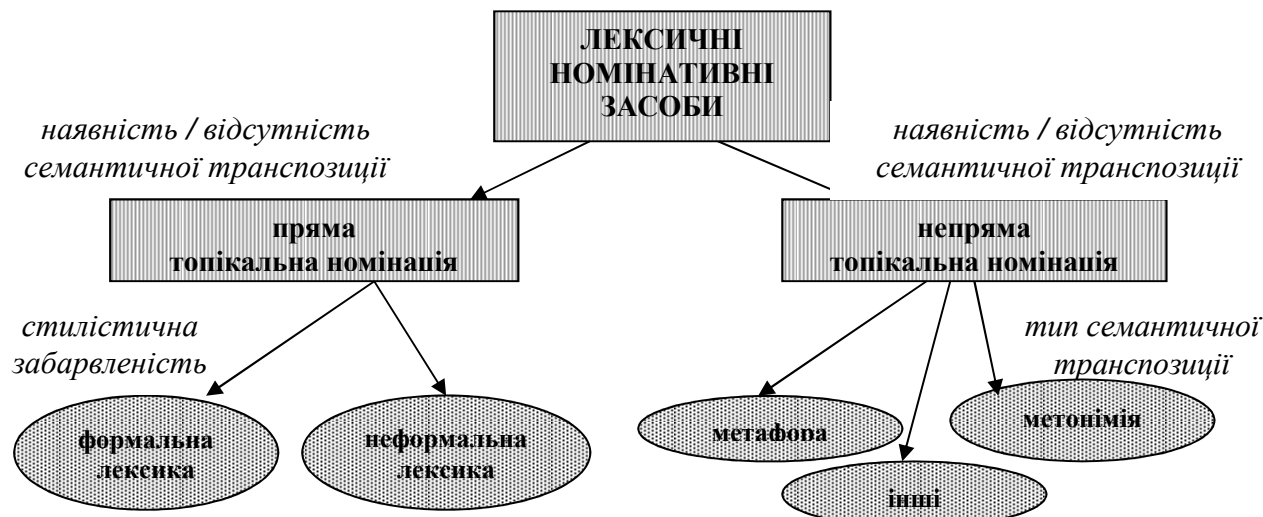 ЛЕКСИЧНІ
НОМІНАТИВНІ
ЗАСОБИ
наявність / відсутність
семантичної транспозиції
наявність / відсутність
семантичної транспозиції
пряма
топікальна номінація
непряма
топікальна номінація
стилістична
забарвленість
тип семантичної
транспозиції
формальна
лексика
неформальна
лексика
метафора
метонімія
інші